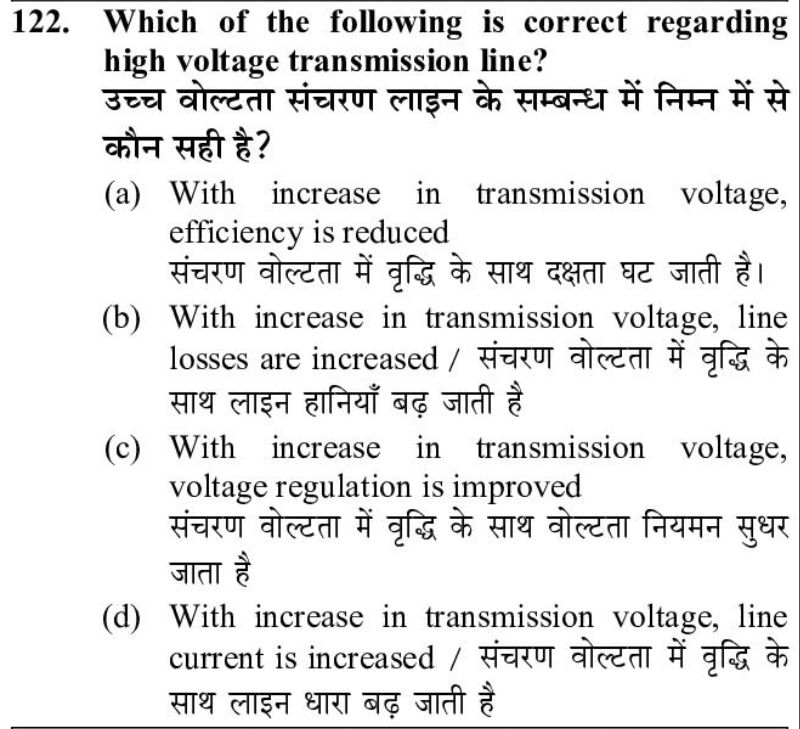 122. Which of the following is correct regarding
high voltage transmission line?
उच्च वोल्टता संचरण लाइन के सम्बन्ध में निम्न में से
कौन सही है?
(a) With increase in transmission voltage,
efficiency is reduced
संचरण वोल्टता में वृद्धि के साथ दक्षता घट जाती है।
(b) With increase in transmission voltage, line
losses are increased / संचरण वोल्टता में वृद्धि के
साथ लाइन हानियाँ बढ़ जाती है
(c) With increase in transmission voltage,
voltage regulation is improved
संचरण वोल्टता में वृद्धि के साथ वोल्टता नियमन सुधर
जाता है
(d) With increase in transmission voltage, line
current is increased / संचरण वोल्टता में वृद्धि के
साथ लाइन धारा बढ़ जाती है